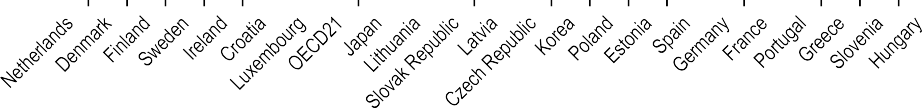 Netherlands
Denmark
Finland
Sweden
Ireland
Croatia
Luxembourg
OECD21
Japan
Lithuania
Slovak Republic
Latvia
Czech Republic
Korea
Poland
Estonia
Spain
Germany
France
Portugal
Greece
Slovenia
Hungary